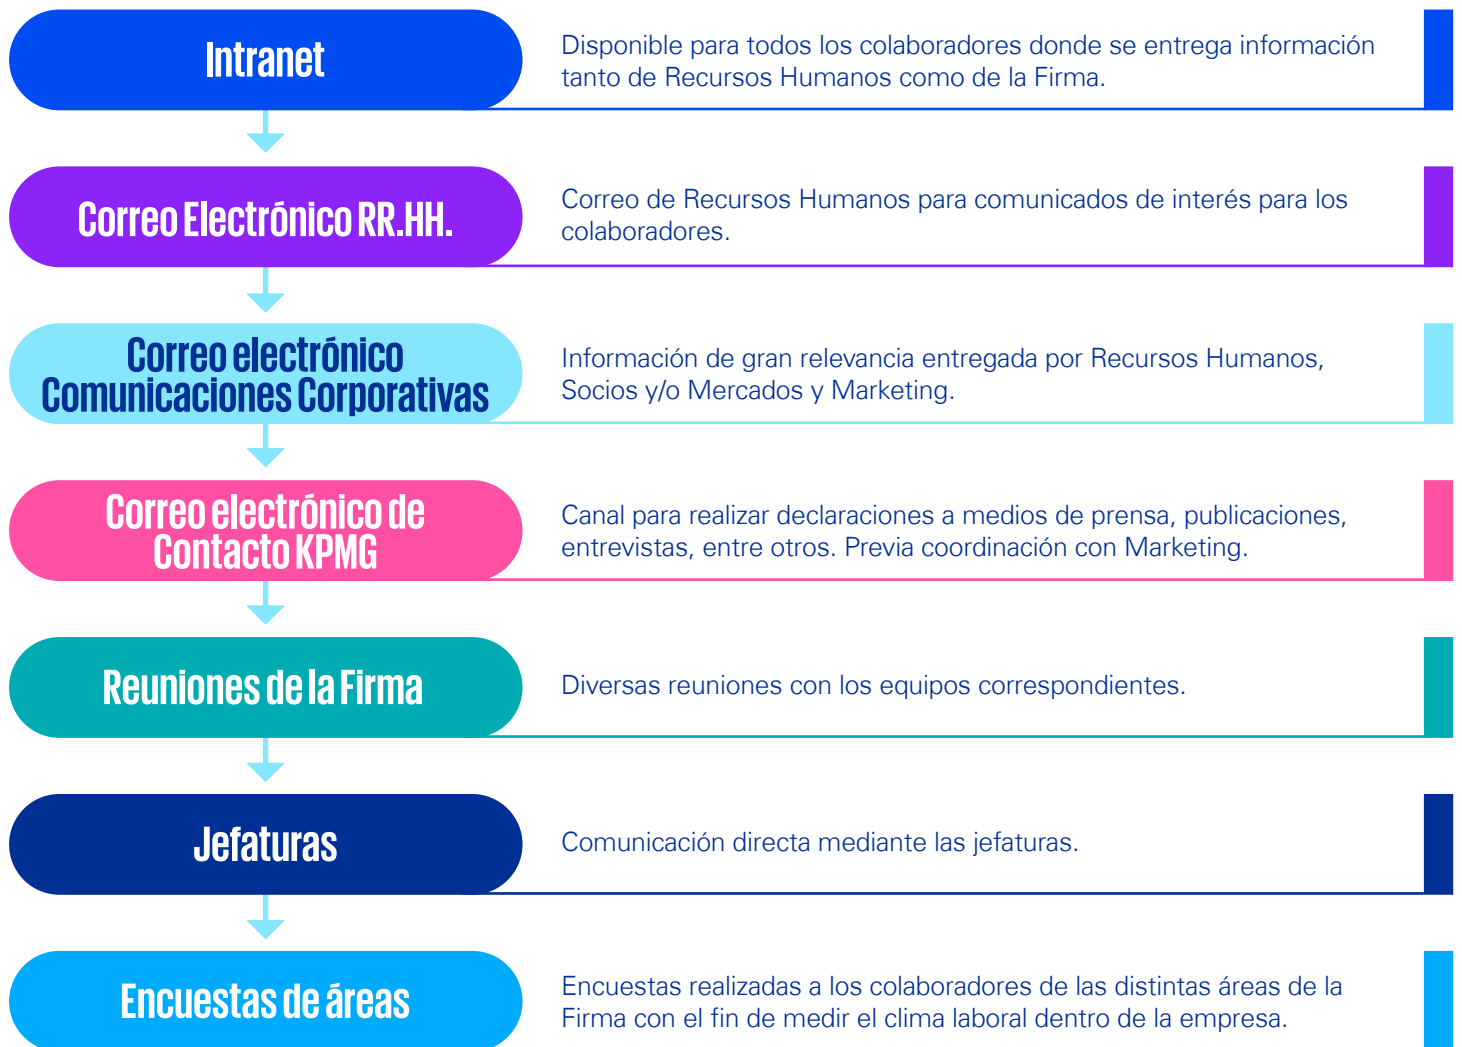 Intranet
Disponible para todos los colaboradores donde se entrega información
tanto de Recursos Humanos como de la Firma.
Correo Electrónico RR.HH.
Correo de Recursos Humanos para comunicados de interés para los
colaboradores.
Correo electrónico
Comunicaciones Corporativas
Información de gran relevancia entregada por Recursos Humanos,
Socios y/o Mercados y Marketing.
Correo electrónico de
Contacto KPMG
Canal para realizar declaraciones a medios de prensa, publicaciones,
entrevistas, entre otros. Previa coordinación con Marketing.
Reuniones de la Firma
Diversas reuniones con los equipos correspondientes.
Jefaturas
Comunicación directa mediante las jefaturas.
Encuestas de áreas
Encuestas realizadas a los colaboradores de las distintas áreas de la
Firma con el fin de medir el clima laboral dentro de la empresa.